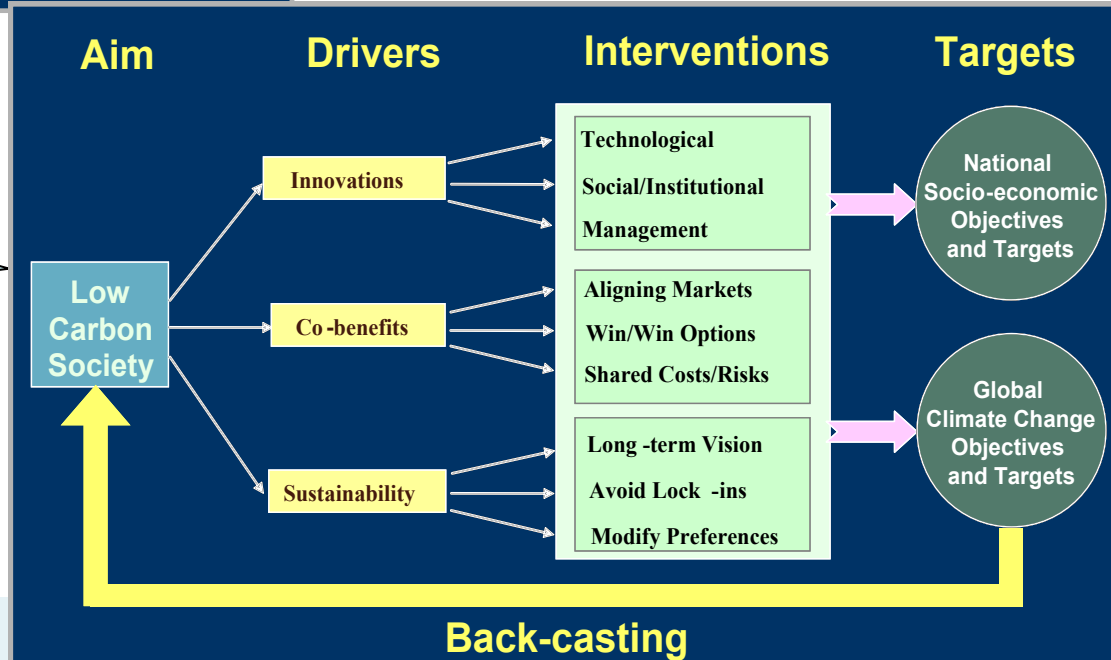 Aim
Drivers
Interventions
Targets
Low
Carbon
Society
Innovations
Co -benefits
Sustainability
Technological
Social/Institutional
Management
Aligning Markets
Win/Win Options
Shared Costs/Risks
Long -term Vision
Avoid Lock -ins
Modify Preferences
National
Socio-economic
Objectives
and Targets
Global
Climate Change
Objectives
and Targets
Back-casting